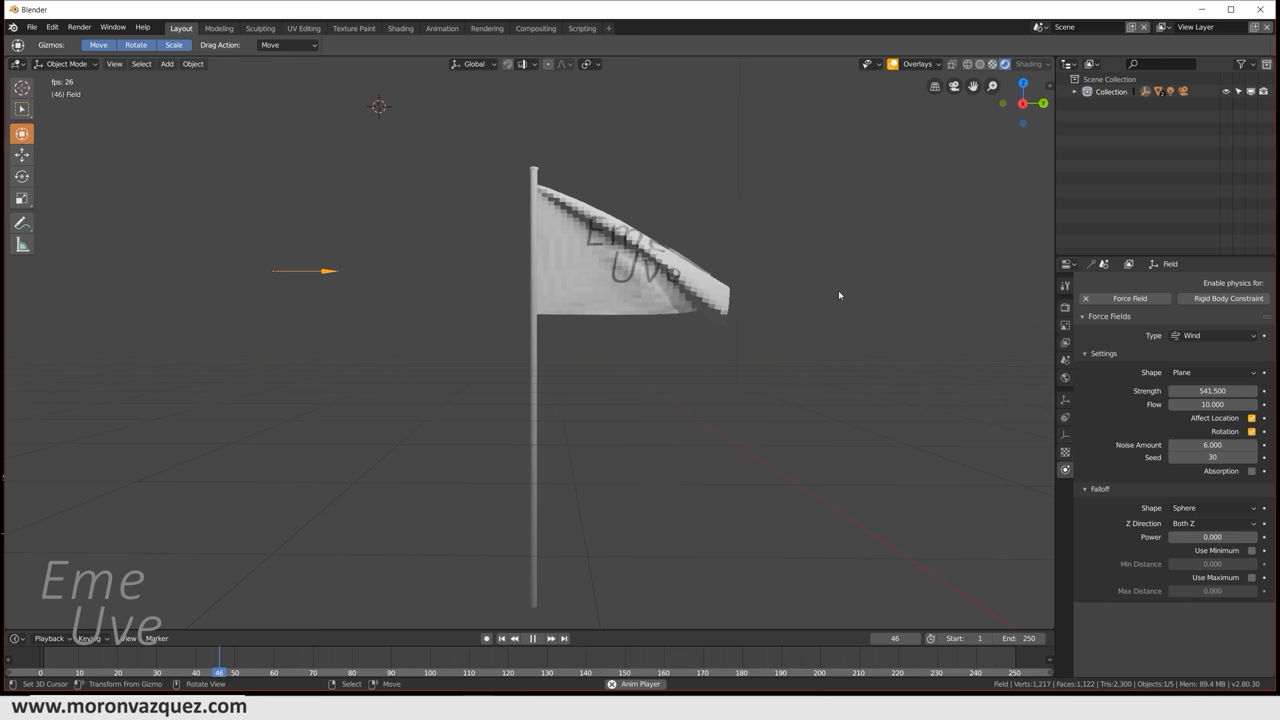 Blender
File Edit Render Window Help Layout Modeling Sculpting UV Editing Texture Paint Shading Animation Rendering Compositing Scripting + Scene View Layer
Gizmos: Move Rotate Scale Drag Action: Move
Object Mode View Select Add Object Global Overlays Shading
fps: 26
(46) Field
Z
X
Y
Scene Collection
Collection
Field
Enable physics for:
Force Field Rigid Body Constraint
Force Fields
Type Wind
Settings
Shape Plane
Strength 541.500
Flow 10.000
Affect Location
Rotation
Noise Amount 6.000
Seed 30
Absorption
Falloff
Shape Sphere
Z Direction Both Z
Power 0.000
Use Minimum
Min Distance 0.000
Use Maximum
Max Distance 0.000
Eme
Uve
Eme
Uve
Playback Keying View Marker 46 Start: 1 End: 250
0 10 20 30 40 46 50 60 70 80 90 100 110 120 130 140 150 160 170 180 190 200 210 220 230 240 250
Set 3D Cursor Transform From Gizmo Rotate View Select Move Anim Player Field | Verts:1,217 | Faces:1,122 | Tris:2,300 | Objects:1/5 | Mem: 89.4 MB | v2.80.30
www.moronvazquez.com